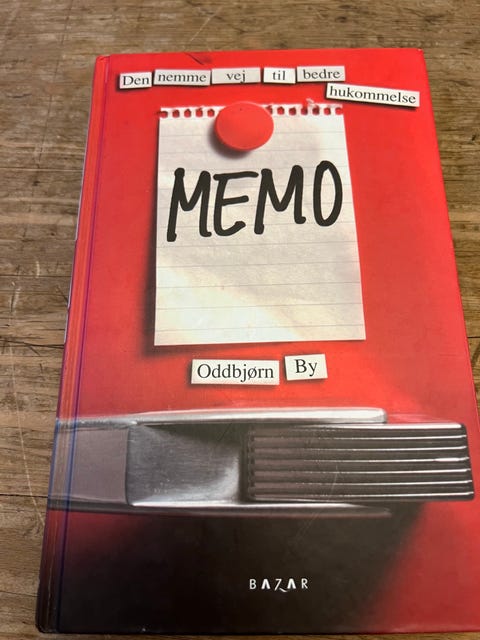 Den nemme vej til bedre
hukommelse
MEMO
Oddbjørn By
BAZAR